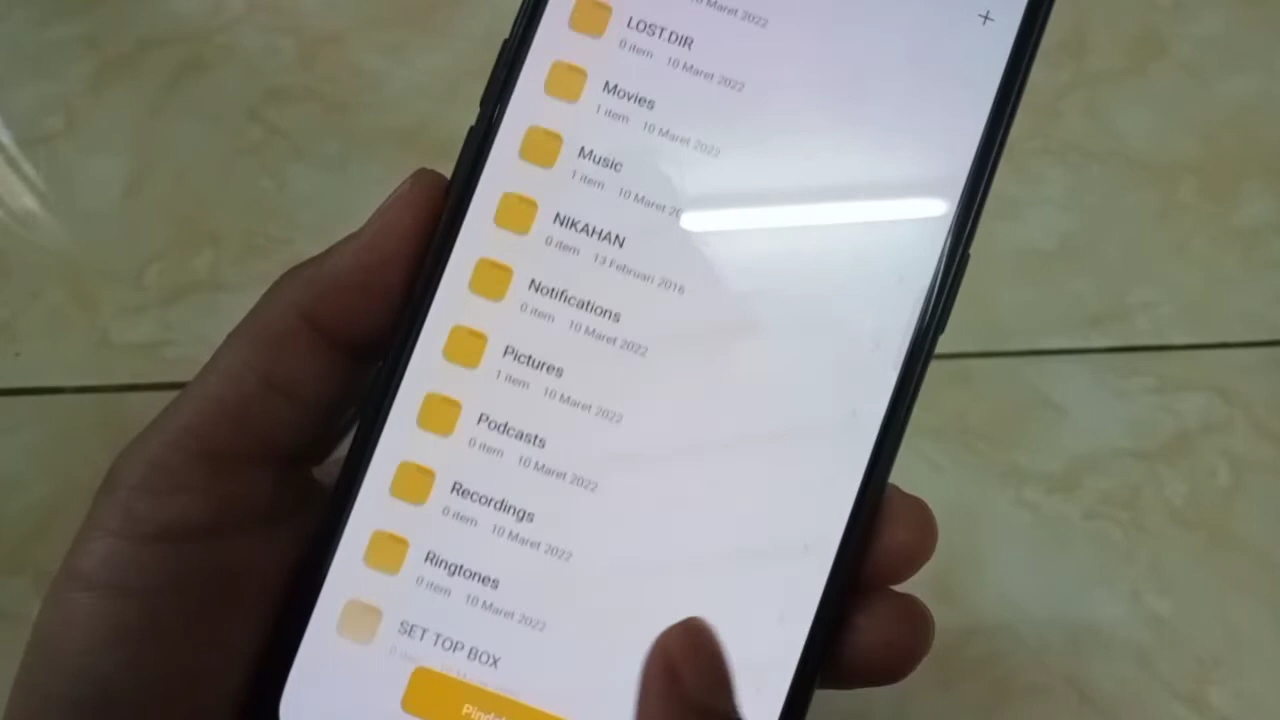 Maret 2022
LOST.DIR
0 item 10 Maret 2022
Movies
1 item 10 Maret 2022
Music
1 item 10 Maret
NIKAHAN
0 item 13 Februari 2016
Notifications
0 item 10 Maret 2022
Pictures
1 item 10 Maret 2022
Podcasts
0 item 10 Maret 2022
Recordings
0 item 10 Maret 2022
Ringtones
0 item 10 Maret 2022
SET TOP BOX